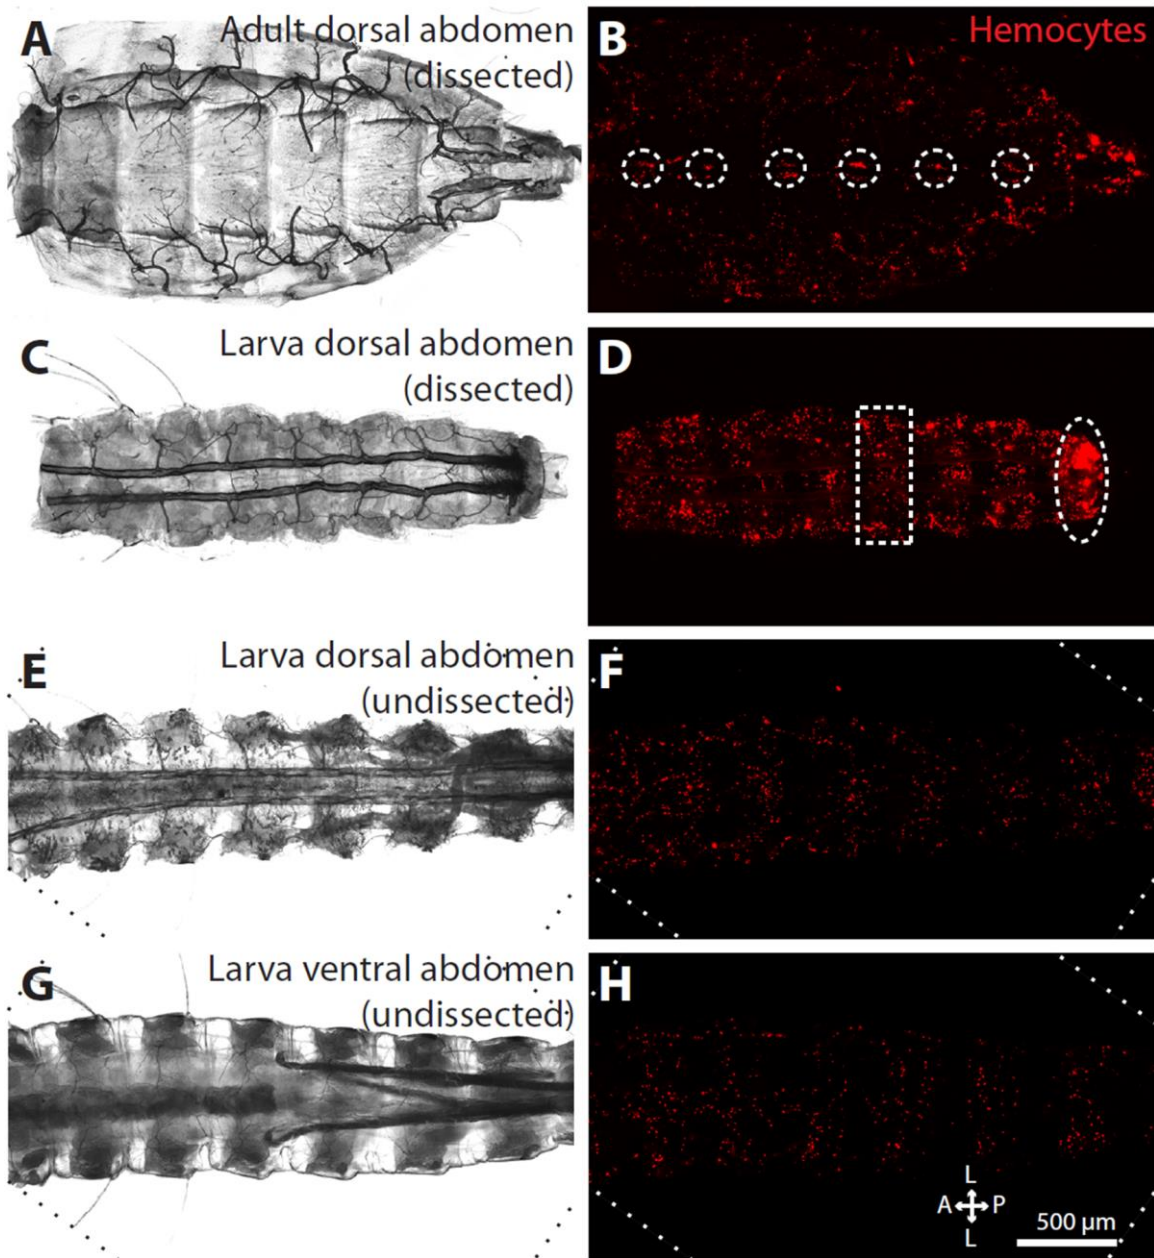 A
Adult dorsal abdomen
(dissected)
B
Hemocytes
C
Larva dorsal abdomen
(dissected)
D
E
Larva dorsal abdomen
(undissected)
F
G
Larva ventral abdomen
(undissected)
H
L
A P
L
500 µm